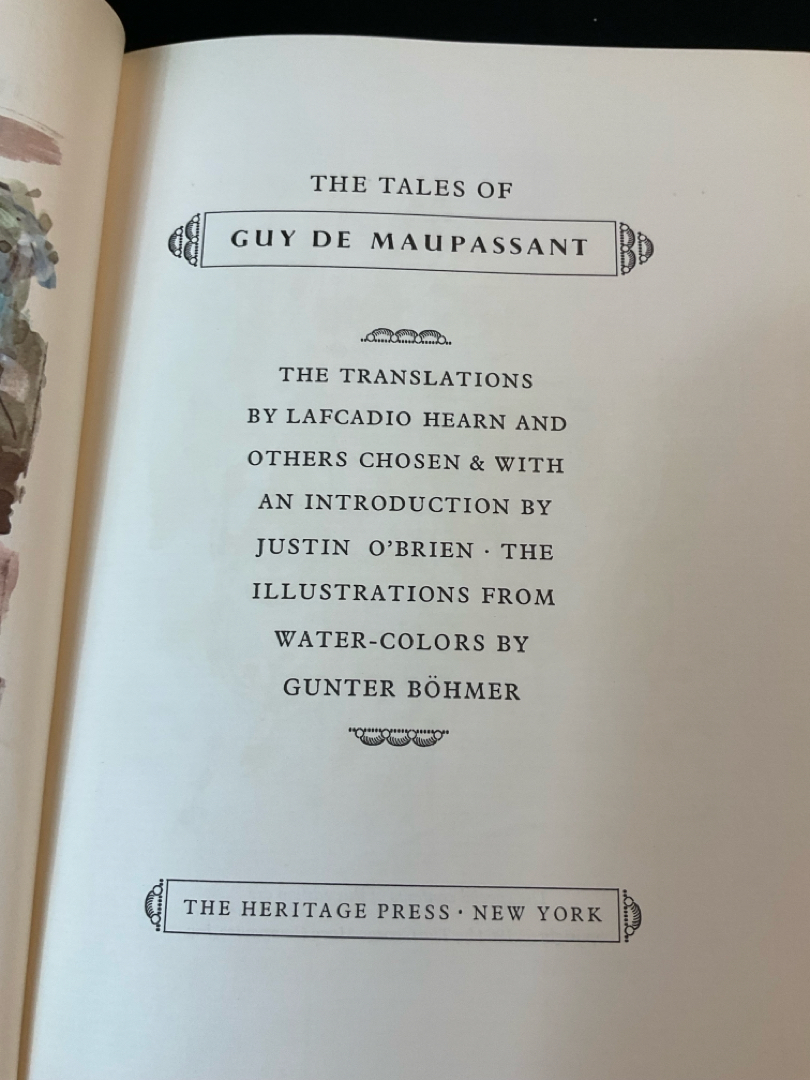 THE TALES OF
GUY DE MAUPASSANT
THE TRANSLATIONS
BY LAFCADIO HEARN AND
OTHERS CHOSEN & WITH
AN INTRODUCTION BY
JUSTIN O'BRIEN · THE
ILLUSTRATIONS FROM
WATER-COLORS BY
GUNTER BÖHMER
THE HERITAGE PRESS · NEW YORK